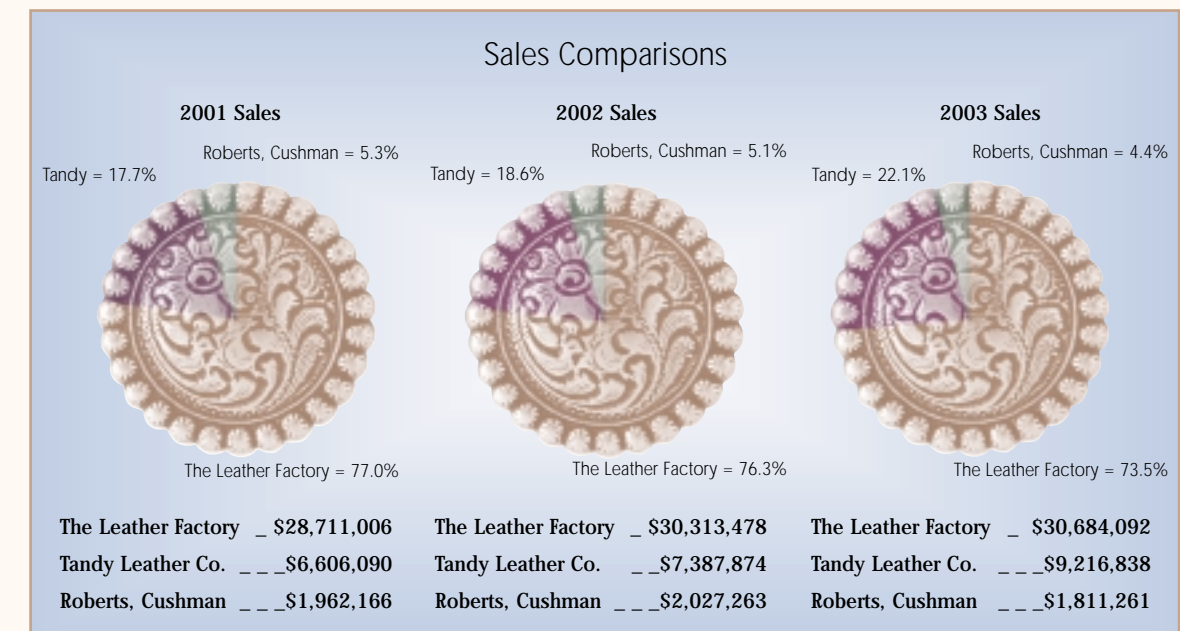 Sales Comparisons
2001 Sales
Roberts, Cushman = 5.3%
Tandy = 17.7%
The Leather Factory = 77.0%
The Leather Factory _ $28,711,006
Tandy Leather Co. _ _ _$6,606,090
Roberts, Cushman _ _ _$1,962,166
2002 Sales
Roberts, Cushman = 5.1%
Tandy = 18.6%
The Leather Factory = 76.3%
The Leather Factory _ $30,313,478
Tandy Leather Co. _ _$7,387,874
Roberts, Cushman _ _ _$2,027,263
2003 Sales
Roberts, Cushman = 4.4%
Tandy = 22.1%
The Leather Factory = 73.5%
The Leather Factory _ $30,684,092
Tandy Leather Co. _ _ _$9,216,838
Roberts, Cushman _ _ _$1,811,261